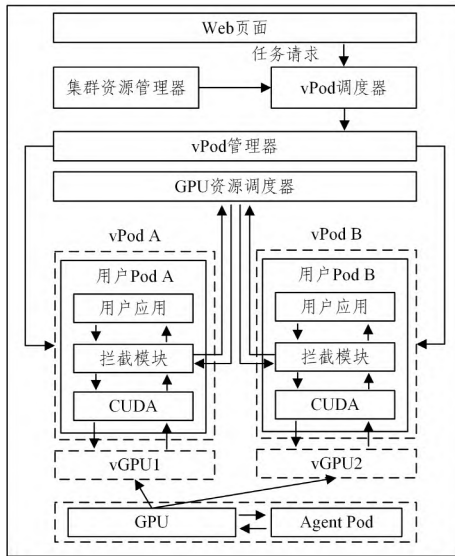 Web页面
任务请求
集群资源管理器
vPod调度器
vPod管理器
GPU资源调度器
vPod A
vPod B
用户Pod A
用户Pod B
用户应用
用户应用
拦截模块
拦截模块
CUDA
CUDA
vGPU1
vGPU2
GPU
Agent Pod